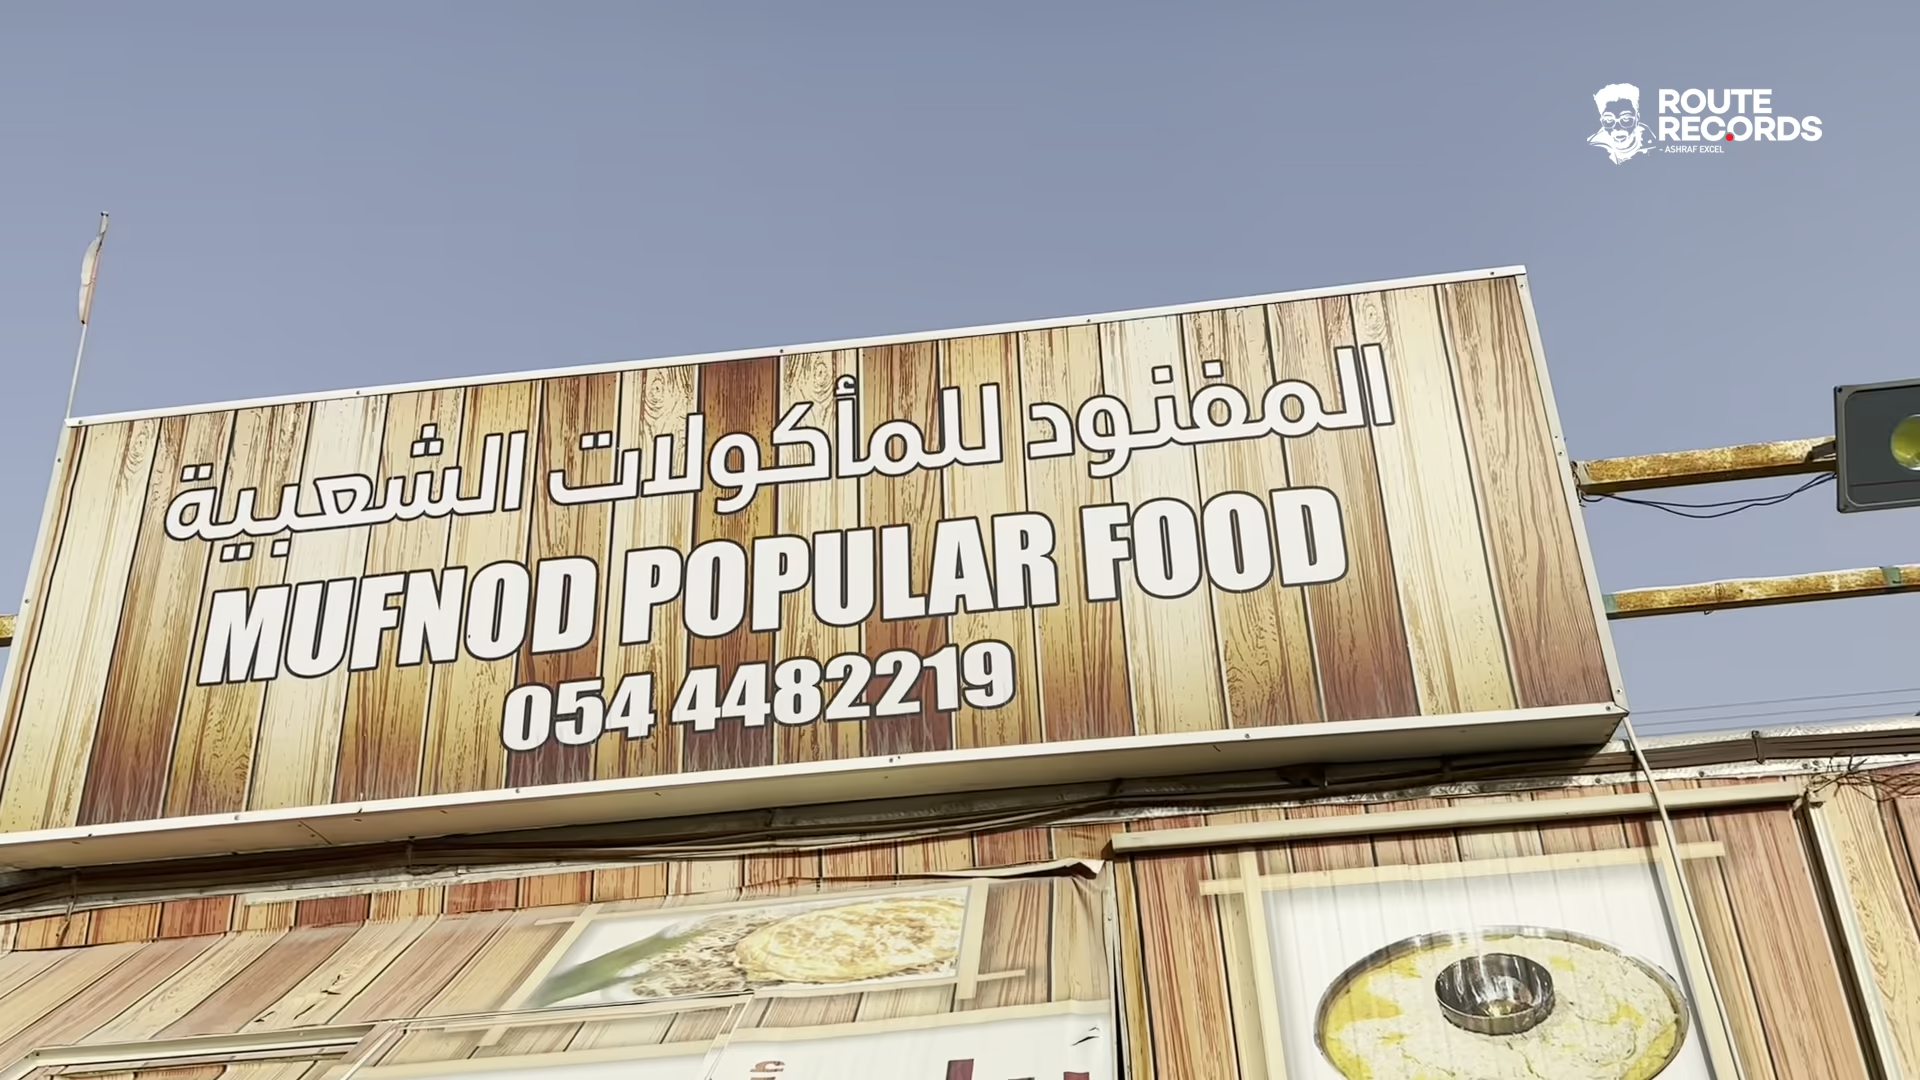 ROUTE
RECORDS
- ASHRAF EXCEL
المفنود للمأكولات الشعبية
MUFNOD POPULAR FOOD
054 4482219